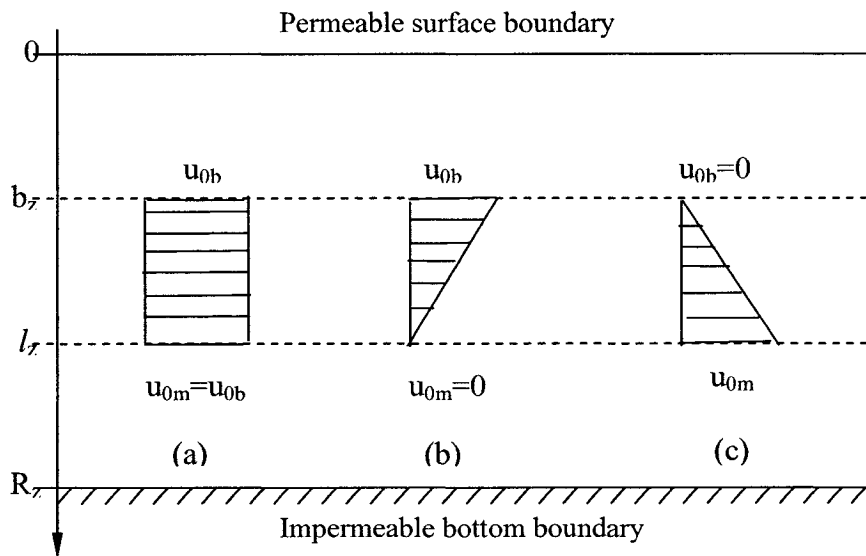 Permeable surface boundary
0
u0b u0b u0b=0
bz
lz
u0m=u0b u0m=0 u0m
(a) (b) (c)
Rz
Impermeable bottom boundary